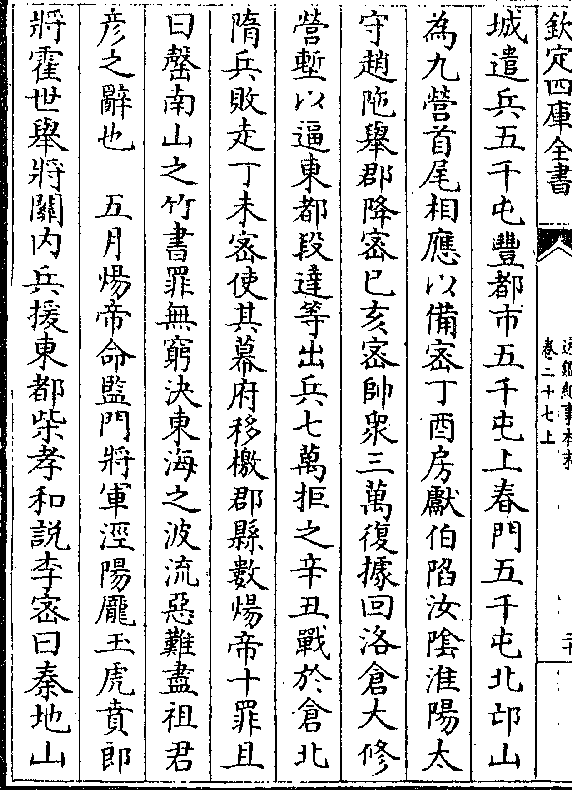 欽定四庫全書
通鑑紀事本末
卷二十七上
城遣兵五千屯豐都市五千屯上春門五千屯北邙山
為九營首尾相應以備密丁酉房獻伯陷汝隂淮陽太
守趙陁舉郡降密已亥密帥衆三萬復據回洛倉大修
營塹以逼東都段達等出兵七萬拒之辛丑戰於倉北
隋兵敗走丁未密使其幕府移檄郡縣數煬帝十罪且
曰罄南山之竹書罪無窮決東海之波流惡難盡祖君
彦之辭也　五月煬帝命監門將軍涇陽龎玉虎賁郎
將霍世舉將關内兵援東都柴孝和説李密曰秦地山